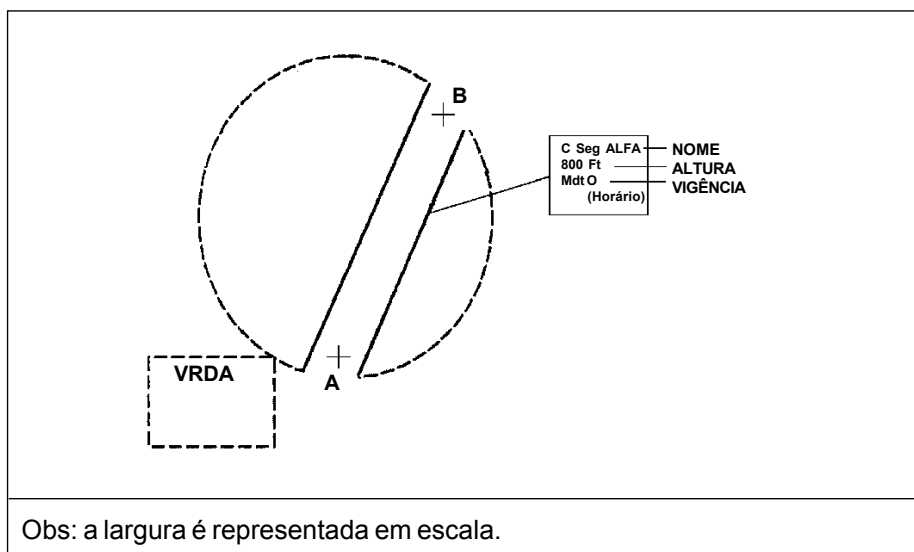 B
C Seg ALFA NOME
800 Ft ALTURA
Mdt O VIGÊNCIA
(Horário)
VRDA
A
Obs: a largura é representada em escala.